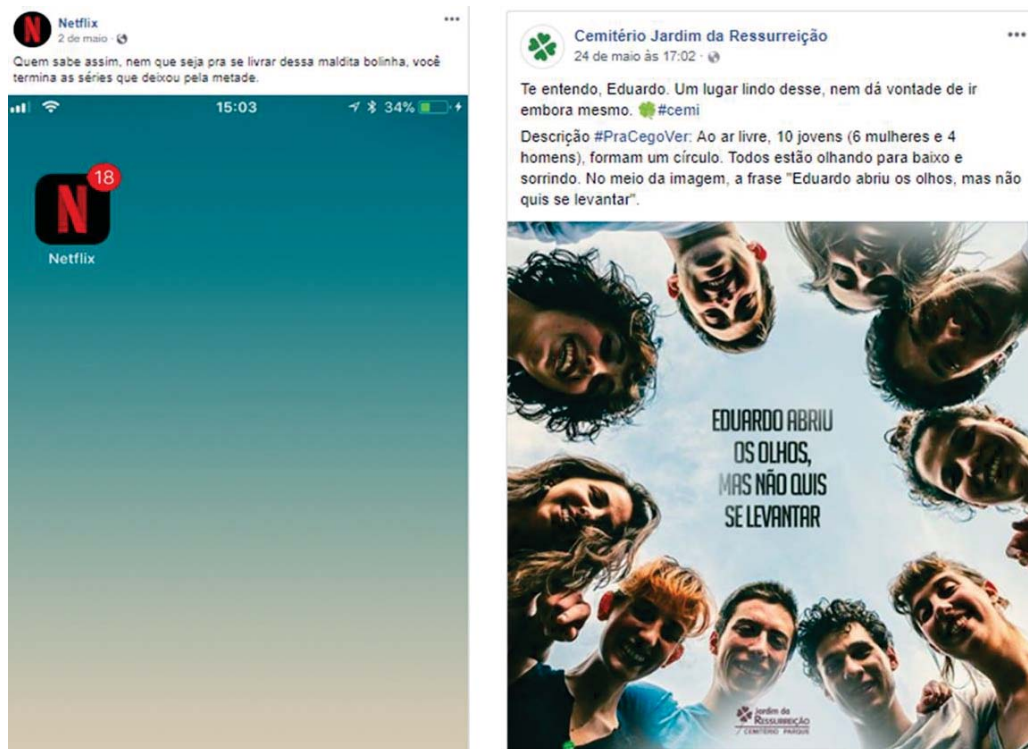 Netflix
2 de maio
Quem sabe assim, nem que seja pra se livrar dessa maldita bolinha, você
termina as séries que deixou pela metade.
15:03
34%
N
18
Netflix
Cemitério Jardim da Ressurreição
24 de maio às 17:02
Te entendo, Eduardo. Um lugar lindo desse, nem dá vontade de ir
embora mesmo. 🍀#cemi
Descrição #PraCegoVer: Ao ar livre, 10 jovens (6 mulheres e 4
homens), formam um círculo. Todos estão olhando para baixo e
sorrindo. No meio da imagem, a frase "Eduardo abriu os olhos, mas não
quis se levantar".
EDUARDO ABRIU
OS OLHOS,
MAS NÃO QUIS
SE LEVANTAR
Jardim da
RESSURREIÇÃO
CEMITÉRIO PARQUE